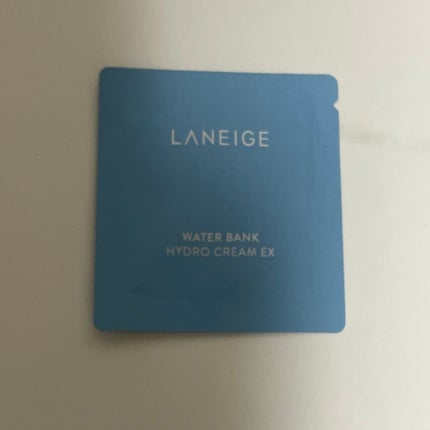 LANEIGE
WATER BANK
HYDRO CREAM EX